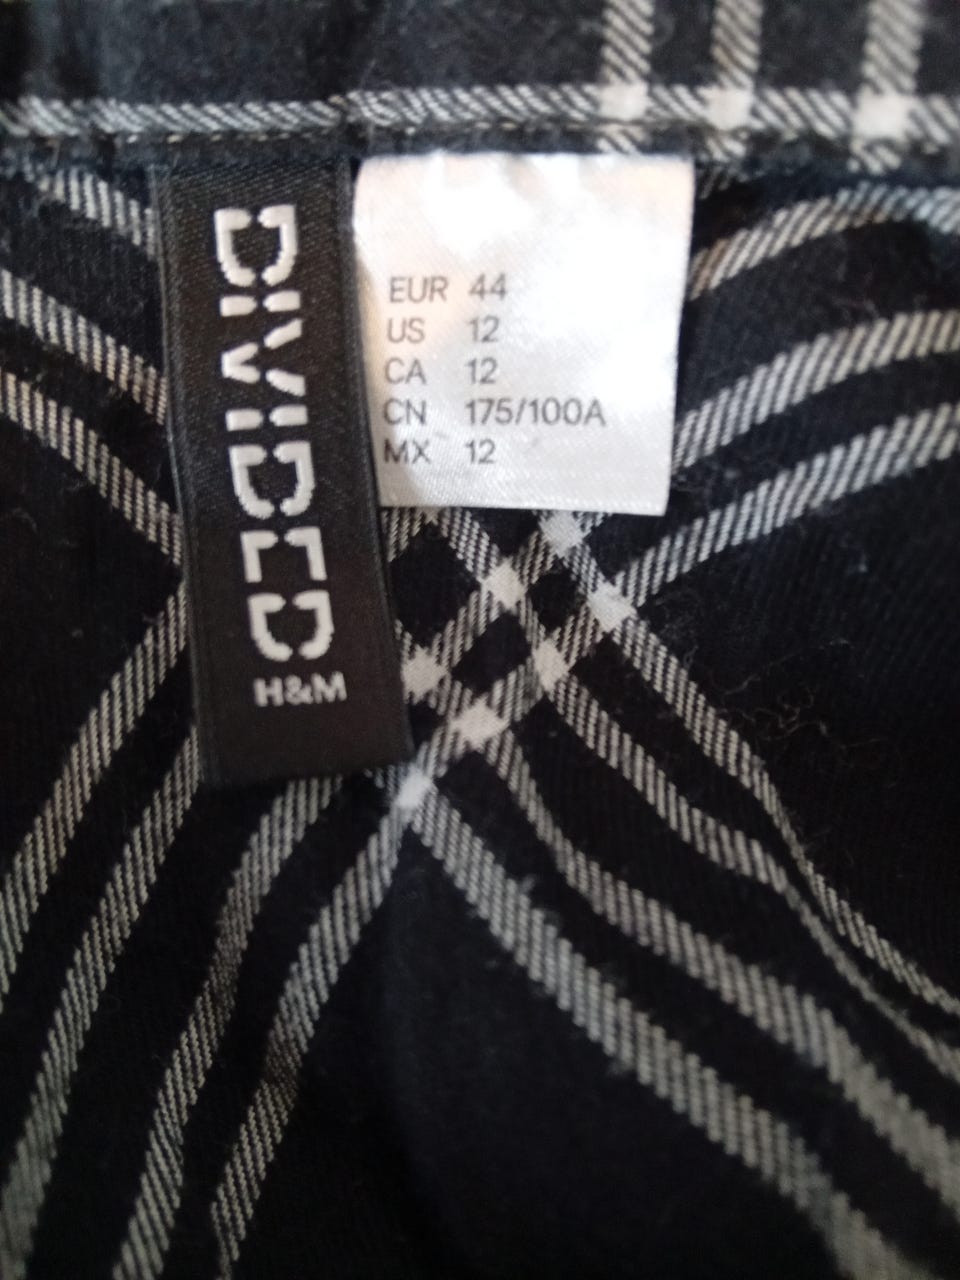 DIVIDED
H&M
EUR 44
US 12
CA 12
CN 175/100A
MX 12